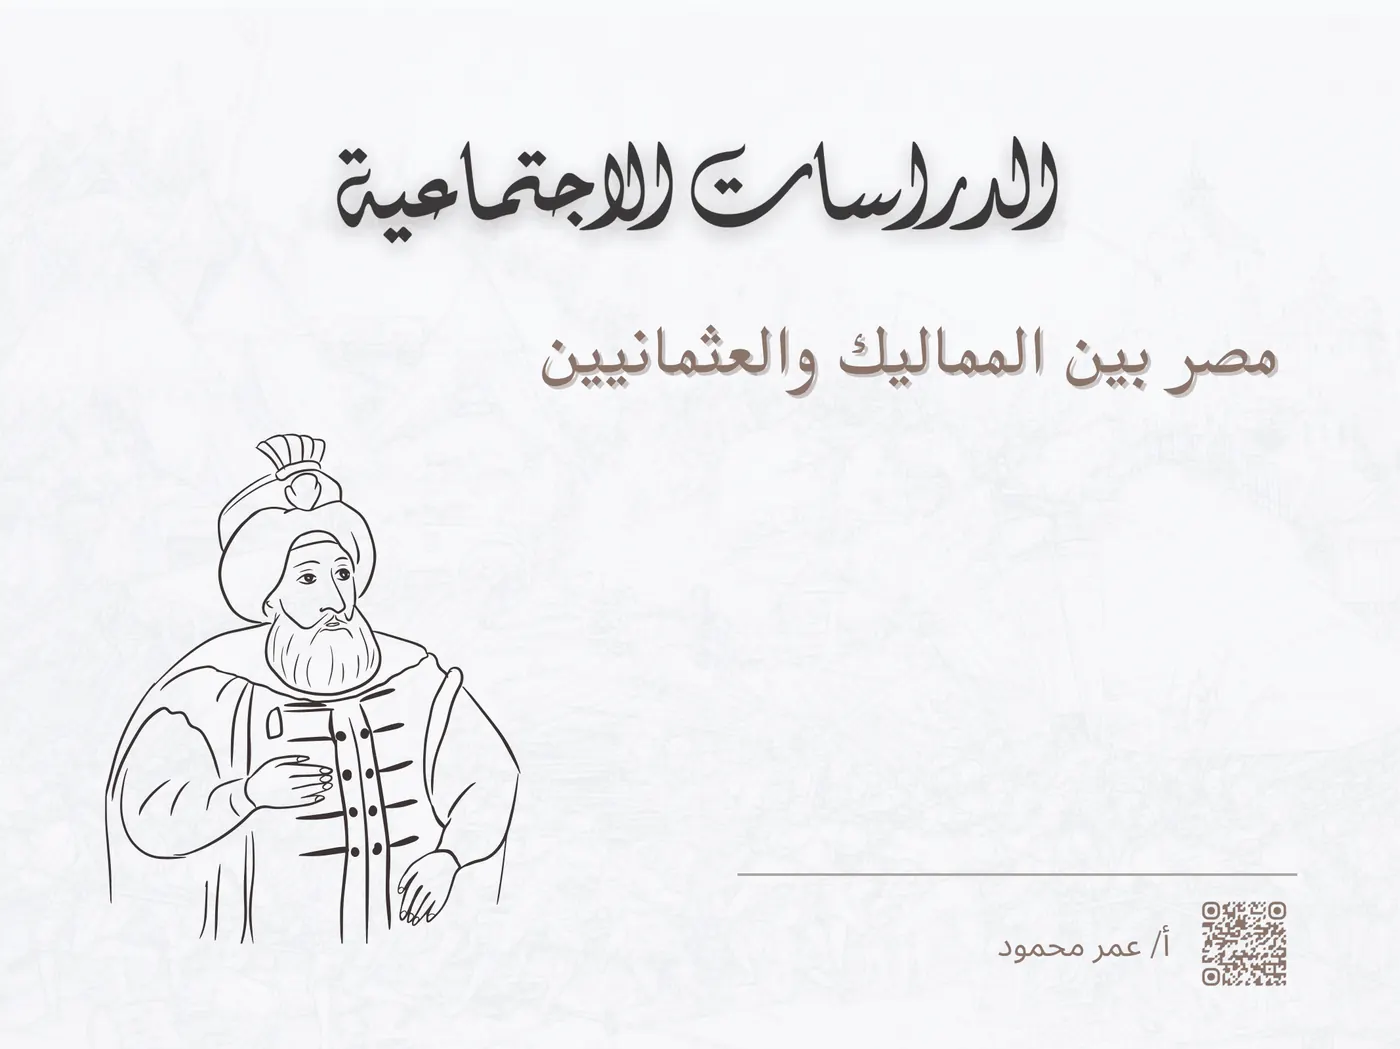 الدراسات الاجتماعية
مصر بين المماليك والعثمانيين
أ/ عمر محمود